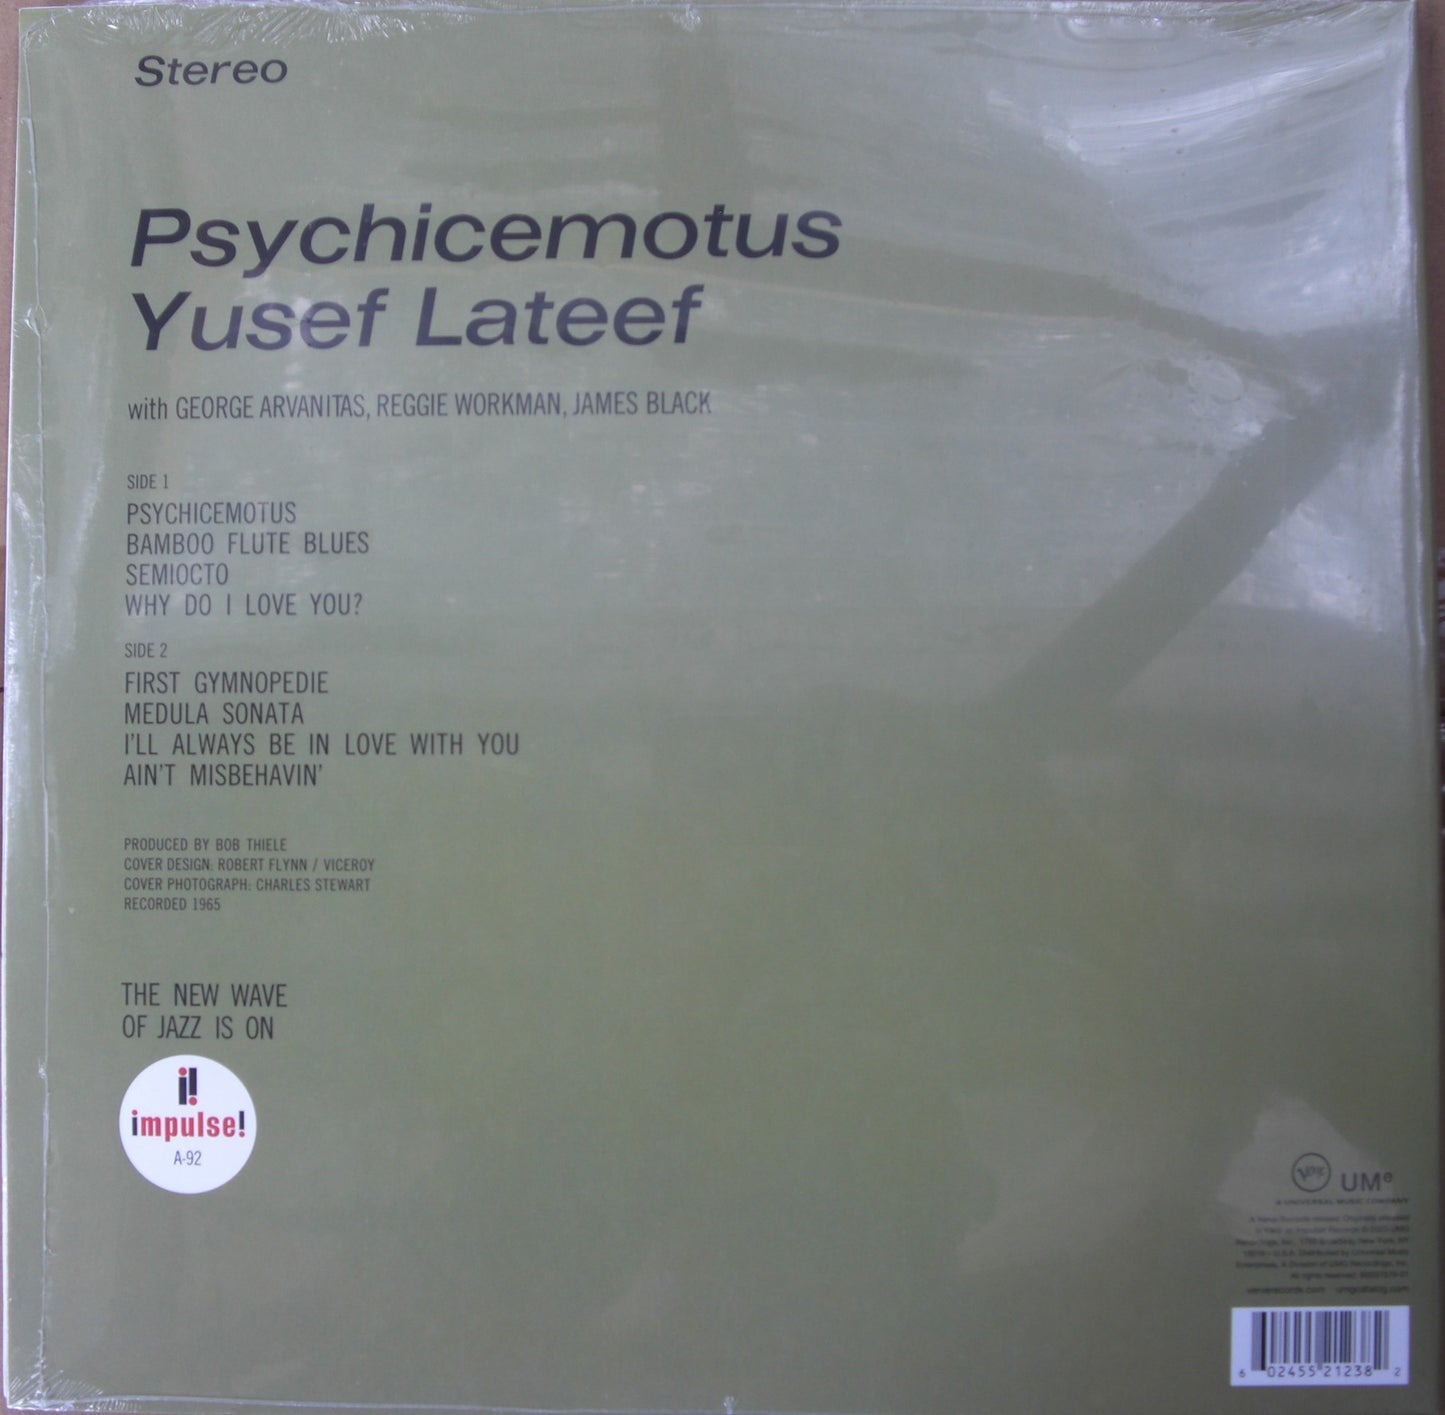 Stereo
Psychicemotus
Yusef Lateef
with GEORGE ARVANITAS, REGGIE WORKMAN, JAMES BLACK
SIDE 1
PSYCHICEMOTUS
BAMBOO FLUTE BLUES
SEMIOCTO
WHY DO I LOVE YOU?
SIDE 2
FIRST GYMNOPEDIE
MEDULA SONATA
I'LL ALWAYS BE IN LOVE WITH YOU
AIN'T MISBEHAVIN'
PRODUCED BY BOB THIELE
COVER DESIGN: ROBERT FLYNN / VICEROY
COVER PHOTOGRAPH: CHARLES STEWART
RECORDED 1965
THE NEW WAVE
OF JAZZ IS ON
i!
impulse!
A-92
UMe
A UNIVERSAL MUSIC COMPANY
6 02455 21238 2